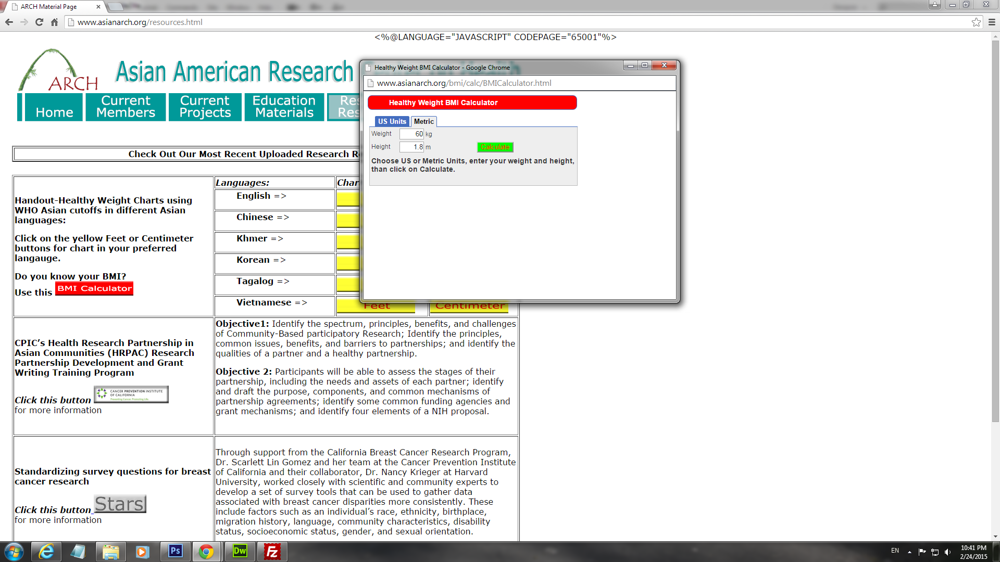 ARCH Material Page
www.asianarch.org/resources.html
<%@LANGUAGE="JAVASCRIPT" CODEPAGE="65001"%>
ARCH
Asian American Research
Home
Current Members
Current Projects
Education Materials
Res
Res
Check Out Our Most Recent Uploaded Research R
Handout-Healthy Weight Charts using
WHO Asian cutoffs in different Asian
languages:
Click on the yellow Feet or Centimeter
buttons for chart in your preferred
langauge.
Do you know your BMI?
Use this BMI Calculator
Languages:
Char
English =>
Chinese =>
Khmer =>
Korean =>
Tagalog =>
Vietnamese =>
Feet
Centimeter
Healthy Weight BMI Calculator - Google Chrome
www.asianarch.org/bmi/calc/BMICalculator.html
Healthy Weight BMI Calculator
US Units
Metric
Weight 60 kg
Height 1.8 m
Calculate
Choose US or Metric Units, enter your weight and height,
than click on Calculate.
CPIC’s Health Research Partnership in
Asian Communities (HRPAC) Research
Partnership Development and Grant
Writing Training Program
Click this button CANCER PREVENTION INSTITUTE
OF CALIFORNIA
Preventing Cancer. Promoting Life.
for more information
Objective1: Identify the spectrum, principles, benefits, and challenges
of Community-Based participatory Research; Identify the principles,
common issues, benefits, and barriers to partnerships; and identify the
qualities of a partner and a healthy partnership.
Objective 2: Participants will be able to assess the stages of their
partnership, including the needs and assets of each partner; identify
and draft the purpose, components, and common mechanisms of
partnership agreements; identify some common funding agencies and
grant mechanisms; and identify four elements of a NIH proposal.
Standardizing survey questions for breast
cancer research
Click this button Stars
for more information
Through support from the California Breast Cancer Research Program,
Dr. Scarlett Lin Gomez and her team at the Cancer Prevention Institute
of California and their collaborator, Dr. Nancy Krieger at Harvard
University, worked closely with scientific and community experts to
develop a set of survey tools that can be used to gather data
associated with breast cancer disparities more consistently. These
include factors such as an individual’s race, ethnicity, birthplace,
migration history, language, community characteristics, disability
status, socioeconomic status, gender, and sexual orientation.
Ps
Dw
Fz
EN
10:41 PM
2/24/2015